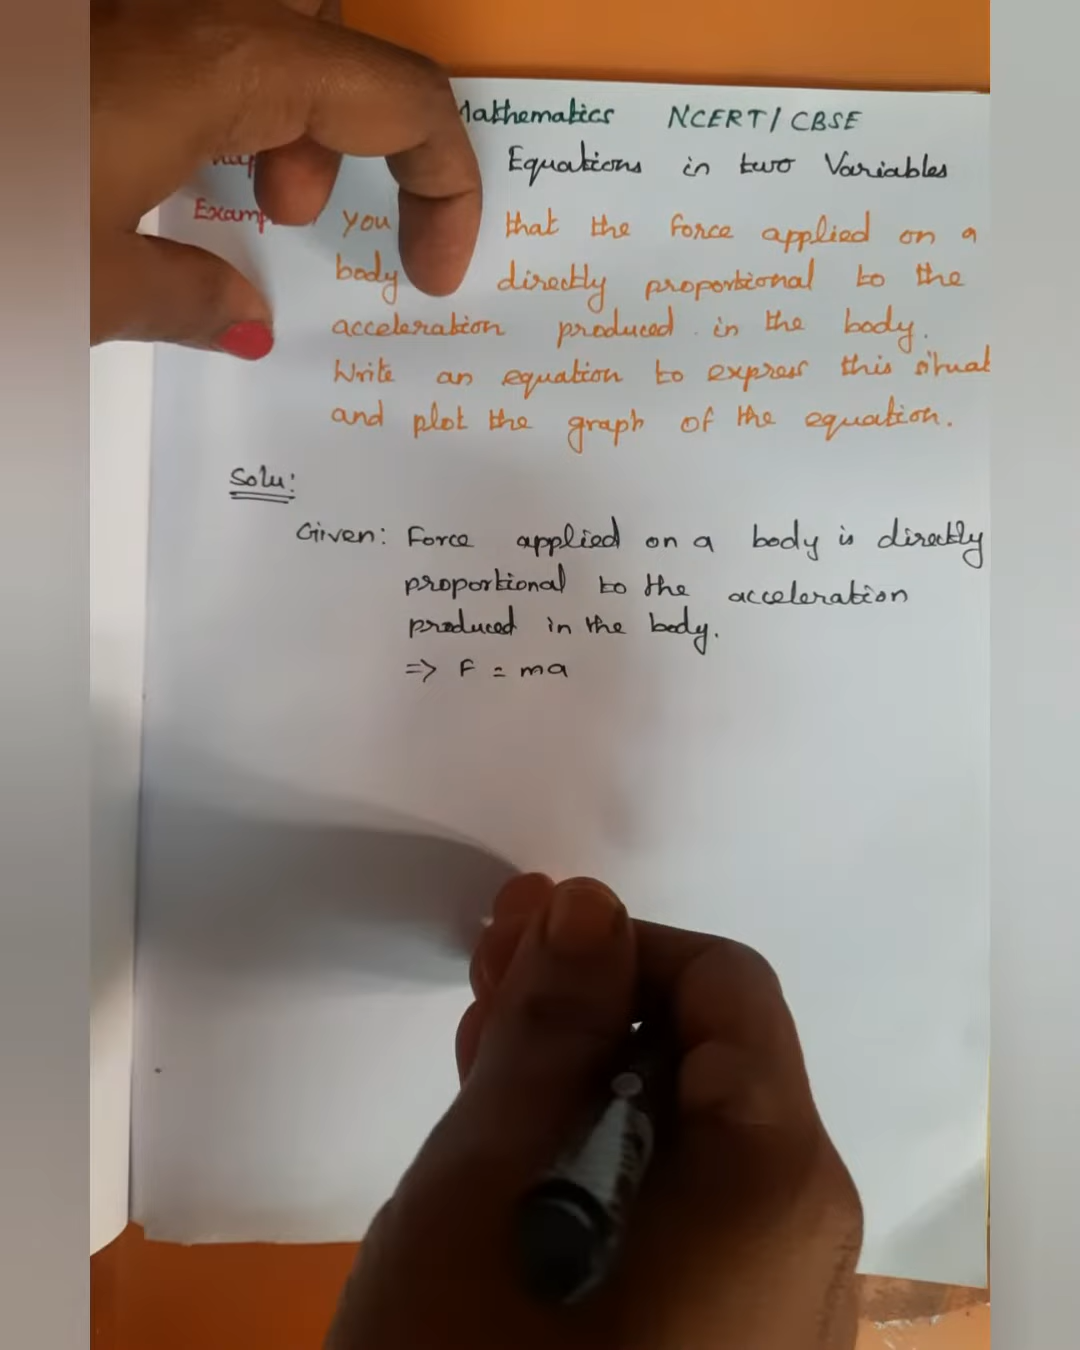 Mathematics NCERT/CBSE
Equations in two Variables
You that the force applied on a
body directly proportional to the
acceleration produced in the body.
Write an equation to express this situat
and plot the graph of the equation.
Solu:
Given: Force applied on a body is directly
proportional to the acceleration
produced in the body.
=> F = ma